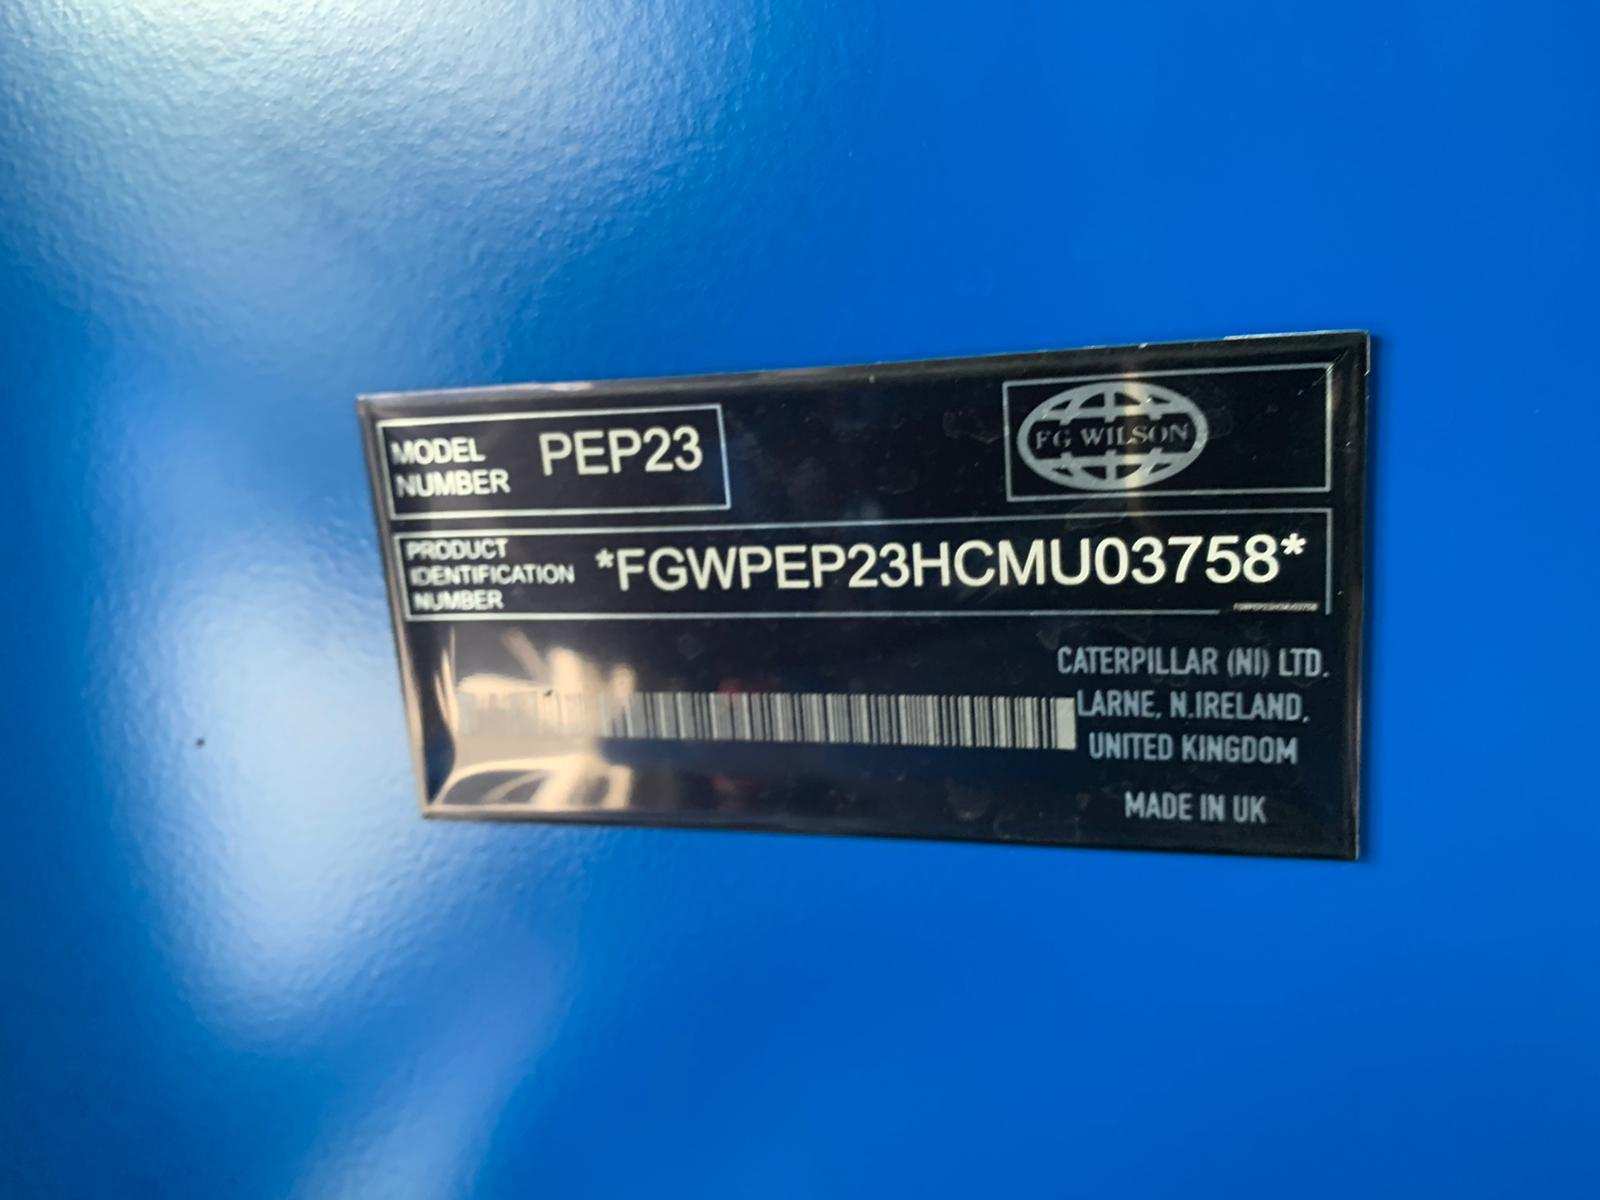 MODEL
NUMBER
PEP23
FG WILSON
PRODUCT
IDENTIFICATION
NUMBER
*FGWPEP23HCMU03758*
FGWPEP23HCMU03758
CATERPILLAR (NI) LTD.
LARNE, N.IRELAND,
UNITED KINGDOM
MADE IN UK